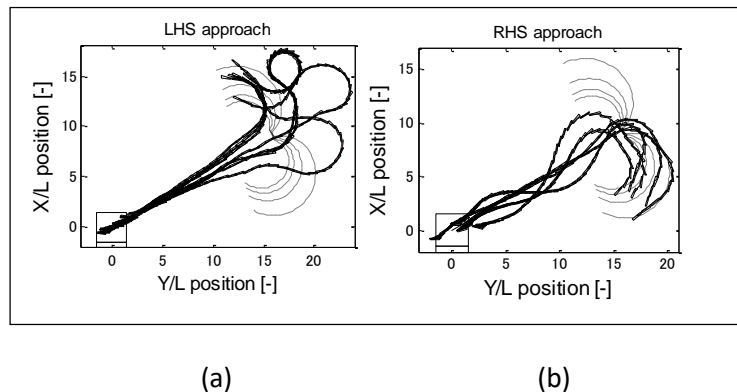 LHS approach
RHS approach
15
10
5
0
X/L position [-]
0
5
10
15
20
Y/L position [-]
15
10
5
0
X/L position [-]
0
5
10
15
20
Y/L position [-]
(a)
(b)